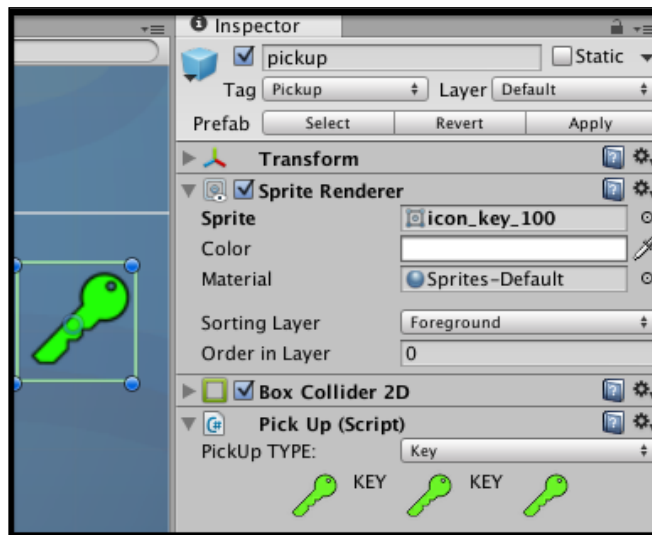 Inspector
pickup Static
Tag Pickup Layer Default
Prefab Select Revert Apply
Transform
Sprite Renderer
Sprite icon_key_100
Color
Material Sprites-Default
Sorting Layer Foreground
Order in Layer 0
Box Collider 2D
C# Pick Up (Script)
PickUp TYPE: Key
KEY KEY